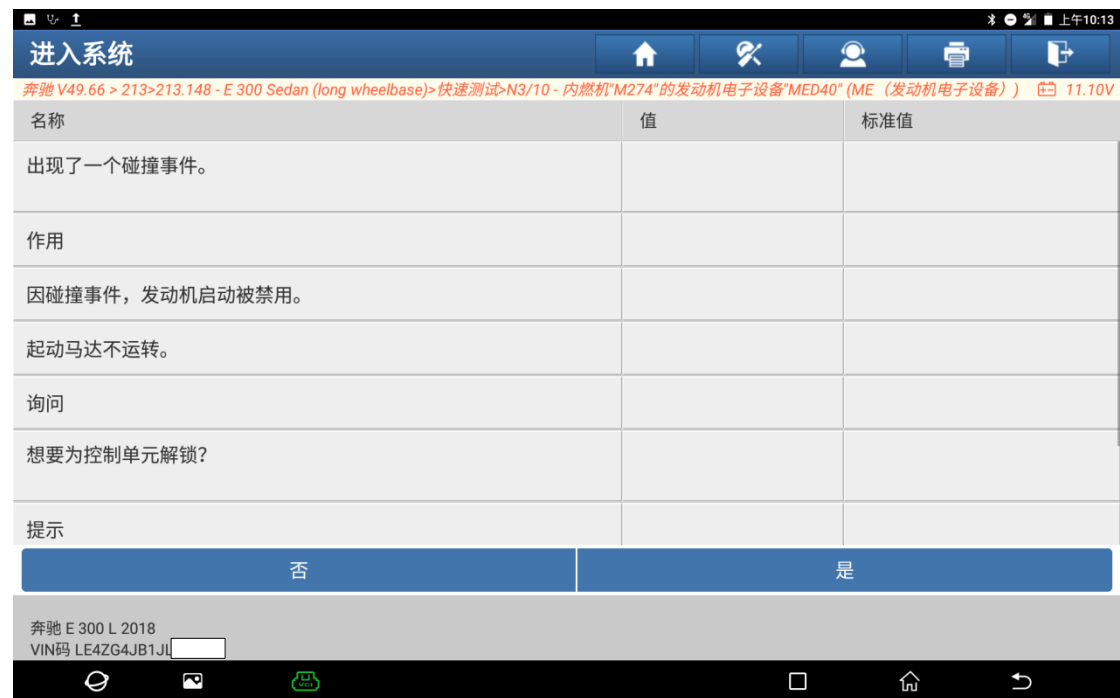 上午10:13
进入系统
奔驰 V49.66 > 213>213.148 - E 300 Sedan (long wheelbase)>快速测试>N3/10 - 内燃机"M274"的发动机电子设备"MED40" (ME（发动机电子设备）) 11.10V
名称 值 标准值
出现了一个碰撞事件。
作用
因碰撞事件，发动机启动被禁用。
起动马达不运转。
询问
想要为控制单元解锁?
提示
否 是
奔驰 E 300 L 2018
VIN码 LE4ZG4JB1JL
VCI